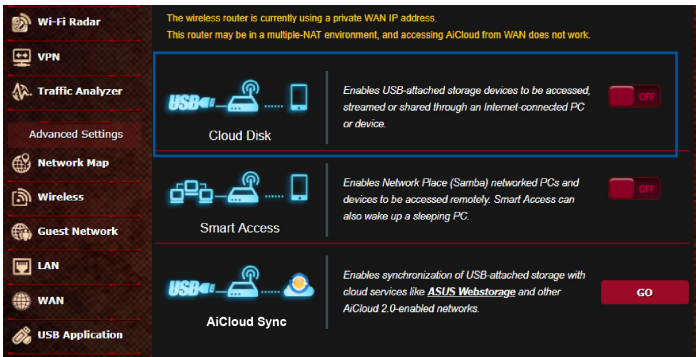 Wi-Fi Radar
VPN
Traffic Analyzer
Advanced Settings
Network Map
Wireless
Guest Network
LAN
WAN
USB Application
The wireless router is currently using a private WAN IP address.
This router may be in a multiple-NAT environment, and accessing AiCloud from WAN does not work.
USB
Cloud Disk
Enables USB-attached storage devices to be accessed,
streamed or shared through an Internet-connected PC
or device.
OFF
Smart Access
Enables Network Place (Samba) networked PCs and
devices to be accessed remotely. Smart Access can
also wake up a sleeping PC.
OFF
USB
AiCloud Sync
Enables synchronization of USB-attached storage with
cloud services like ASUS Webstorage and other
AiCloud 2.0-enabled networks.
GO